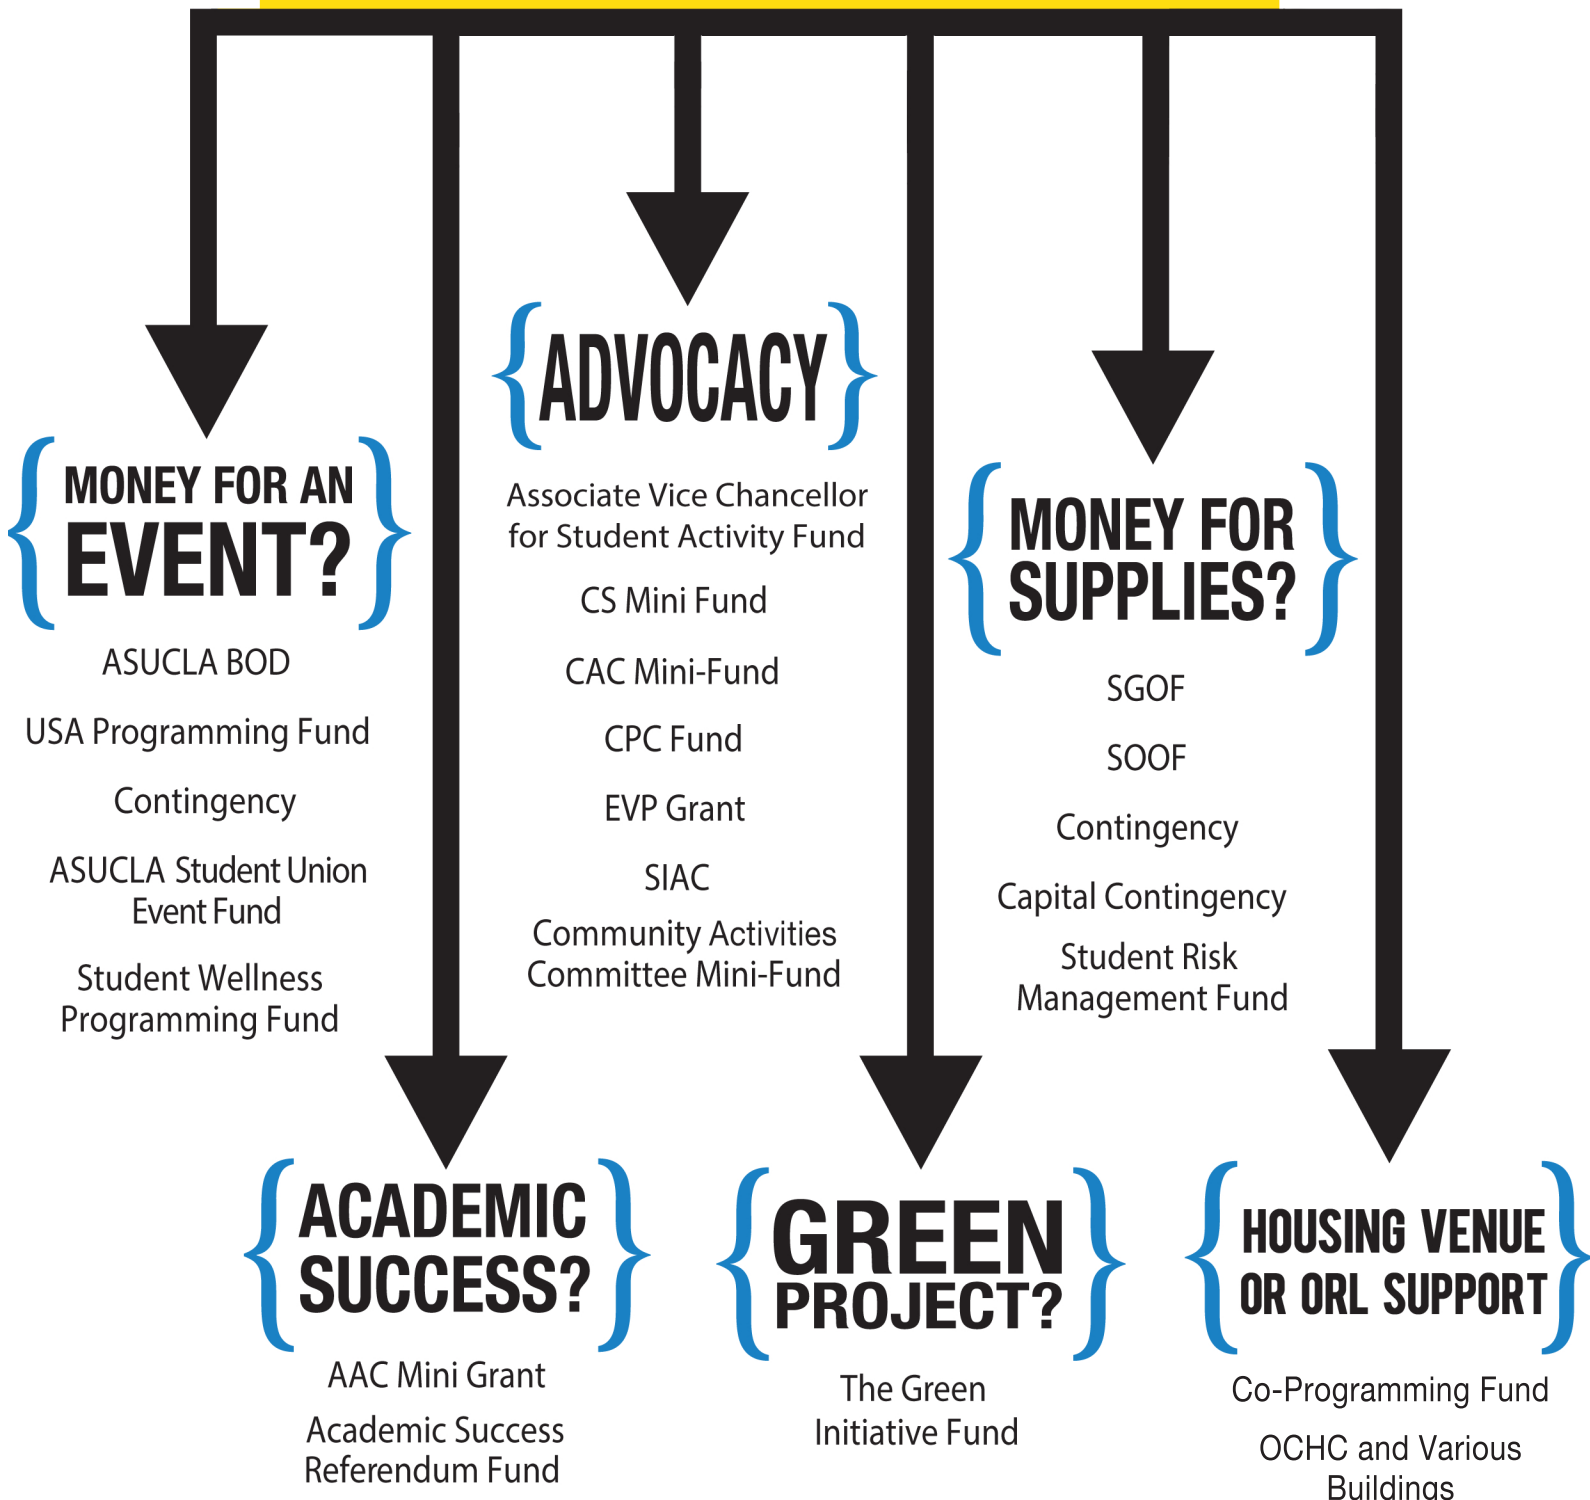 MONEY FOR AN
EVENT?
ASUCLA BOD
USA Programming Fund
Contingency
ASUCLA Student Union
Event Fund
Student Wellness
Programming Fund
ACADEMIC
SUCCESS?
AAC Mini Grant
Academic Success
Referendum Fund
ADVOCACY
Associate Vice Chancellor
for Student Activity Fund
CS Mini Fund
CAC Mini-Fund
CPC Fund
EVP Grant
SIAC
Community Activities
Committee Mini-Fund
GREEN
PROJECT?
The Green
Initiative Fund
MONEY FOR
SUPPLIES?
SGOF
SOOF
Contingency
Capital Contingency
Student Risk
Management Fund
HOUSING VENUE
OR ORL SUPPORT
Co-Programming Fund
OCHC and Various
Buildings